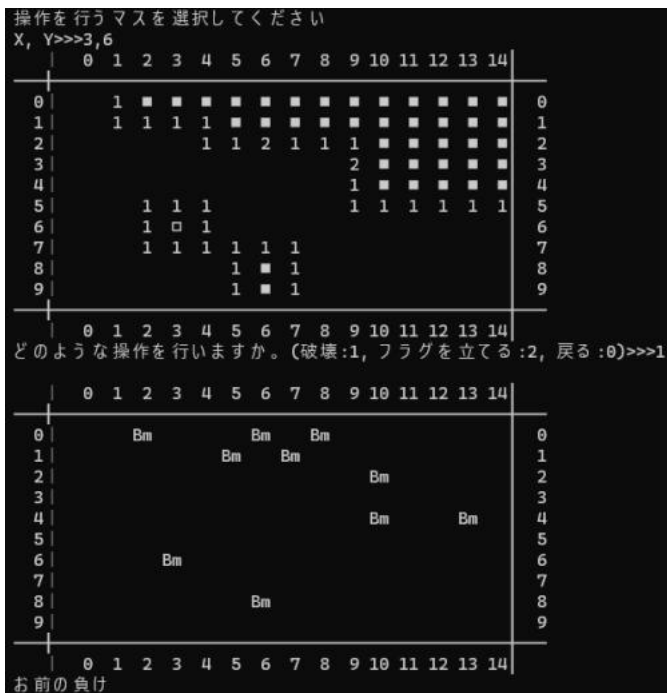 操作を行うマスを選択してください
X, Y>>>3,6
| 0 1 2 3 4 5 6 7 8 9 10 11 12 13 14|
0| 1 ■ ■ ■ ■ ■ ■ ■ ■ ■ ■ ■ ■ ■| 0
1| 1 1 1 1 ■ ■ ■ ■ ■ ■ ■ ■ ■ ■| 1
2| 1 1 2 1 1 1 ■ ■ ■ ■ ■| 2
3| 2 ■ ■ ■ ■ ■| 3
4| 1 ■ ■ ■ ■ ■| 4
5| 1 1 1 1 1 1 1 1 1| 5
6| 1 □ 1 | 6
7| 1 1 1 1 1 1 | 7
8| 1 ■ 1 | 8
9| 1 ■ 1 | 9
| 0 1 2 3 4 5 6 7 8 9 10 11 12 13 14|
どのような操作を行いますか。(破壊:1, フラグを立てる:2, 戻る:0)>>>1
| 0 1 2 3 4 5 6 7 8 9 10 11 12 13 14|
0| Bm Bm Bm | 0
1| Bm Bm | 1
2| Bm | 2
3| | 3
4| Bm Bm | 4
5| | 5
6| Bm | 6
7| | 7
8| Bm | 8
9| | 9
| 0 1 2 3 4 5 6 7 8 9 10 11 12 13 14|
お前の負け